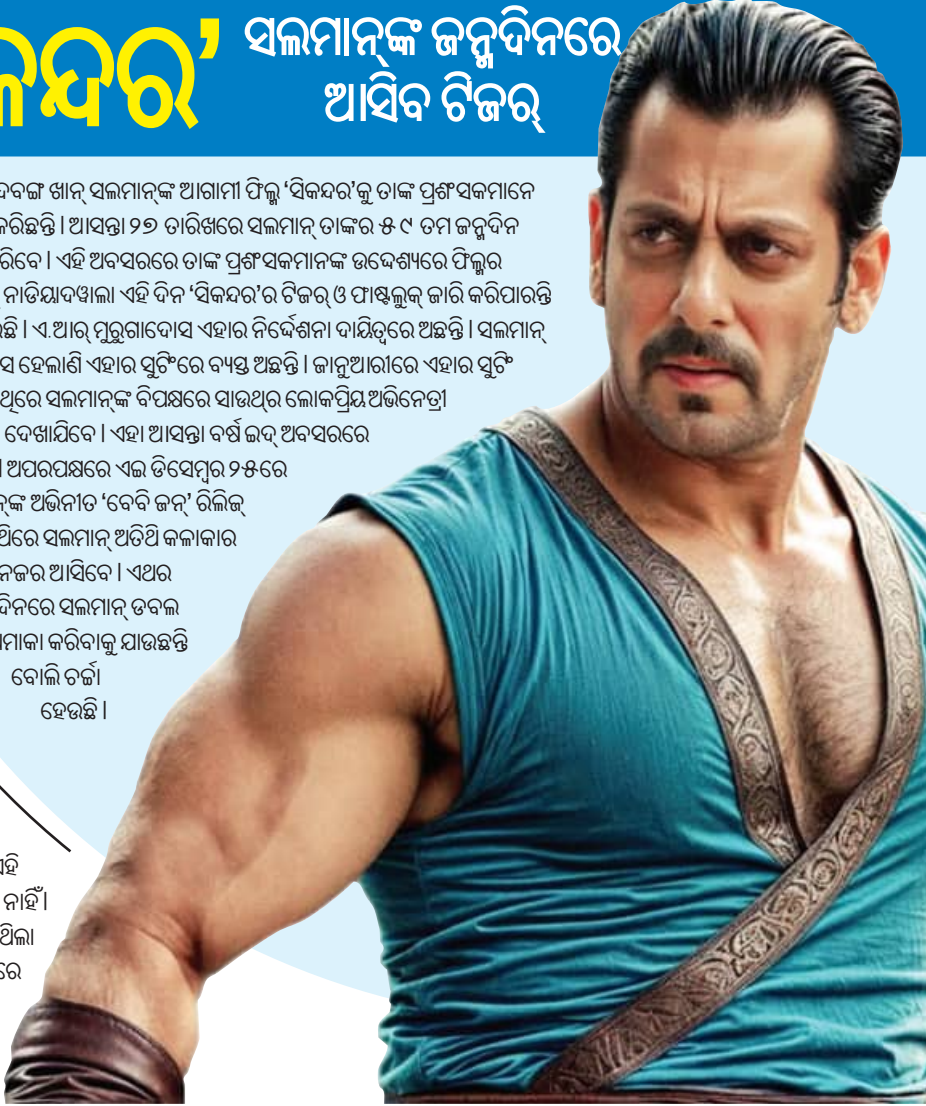 କନ୍ଦର’
ସଲମାନ୍‌ଙ୍କ ଜନ୍ମଦିନରେ
ଆସିବ ଟିଜର୍
ଦବଙ୍ଗ ଖାନ୍ ସଲମାନ୍‌ଙ୍କ ଆଗାମୀ ଫିଲ୍ମ ‘ସିକନ୍ଦର’କୁ ତାଙ୍କ ପ୍ରଶଂସକମାନେ
କରିଛନ୍ତି । ଆସନ୍ତା ୨୭ ତାରିଖରେ ସଲମାନ୍ ତାଙ୍କର ୫୯ ତମ ଜନ୍ମଦିନ
ରିବେ । ଏହି ଅବସରରେ ତାଙ୍କ ପ୍ରଶଂସକମାନଙ୍କ ଉଦ୍ଦେଶ୍ୟରେ ଫିଲ୍ମର
ନାଡିୟାଦୱାଲା ଏହି ଦିନ ‘ସିକନ୍ଦର’ର ଟିଜର୍ ଓ ଫାଷ୍ଟଲୁକ୍ ଜାରି କରିପାରନ୍ତି
ଛି । ଏ.ଆର୍ ମୁରୁଗାଦୋସ ଏହାର ନିର୍ଦ୍ଦେଶନା ଦାୟିତ୍ୱରେ ଅଛନ୍ତି । ସଲମାନ୍
ସ ହେଲାଣି ଏହାର ସୁଟିଂରେ ବ୍ୟସ୍ତ ଅଛନ୍ତି । ଜାନୁଆରୀରେ ଏହାର ସୁଟିଂ
ଥିରେ ସଲମାନ୍‌ଙ୍କ ବିପକ୍ଷରେ ସାଉଥ୍‌ର ଲୋକପ୍ରିୟ ଅଭିନେତ୍ରୀ
ଦେଖାଯିବେ । ଏହା ଆସନ୍ତା ବର୍ଷ ଇଦ୍ ଅବସରରେ
। ଅପରପକ୍ଷରେ ଏଇ ଡିସେମ୍ବର ୨୫ରେ
ନ୍‌ଙ୍କ ଅଭିନୀତ ‘ବେବି ଜନ୍’ ରିଲିଜ୍
ଥିରେ ସଲମାନ୍ ଅତିଥି କଳାକାର
ନଜର ଆସିବେ । ଏଥର
ଦିନରେ ସଲମାନ୍ ଡବଲ
ମାକା କରିବାକୁ ଯାଉଛନ୍ତି
ବୋଲି ଚର୍ଚ୍ଚା
ହେଉଛି ।
ଏହି
ନାହିଁ ।
ଥିଲା
ରେ